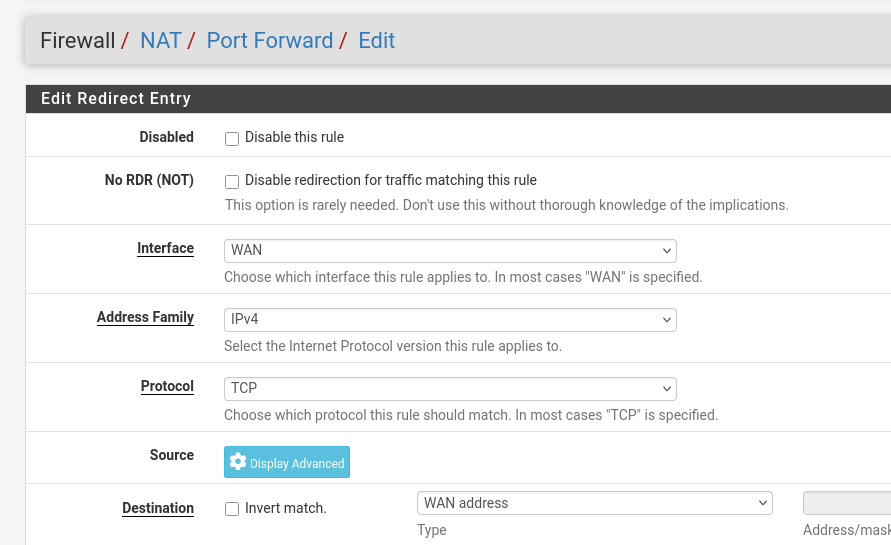 Firewall / NAT / Port Forward / Edit
Edit Redirect Entry
Disabled Disable this rule
No RDR (NOT) Disable redirection for traffic matching this rule
This option is rarely needed. Don't use this without thorough knowledge of the implications.
Interface WAN
Choose which interface this rule applies to. In most cases "WAN" is specified.
Address Family IPv4
Select the Internet Protocol version this rule applies to.
Protocol TCP
Choose which protocol this rule should match. In most cases "TCP" is specified.
Source Display Advanced
Destination Invert match. WAN address
Type Address/mask